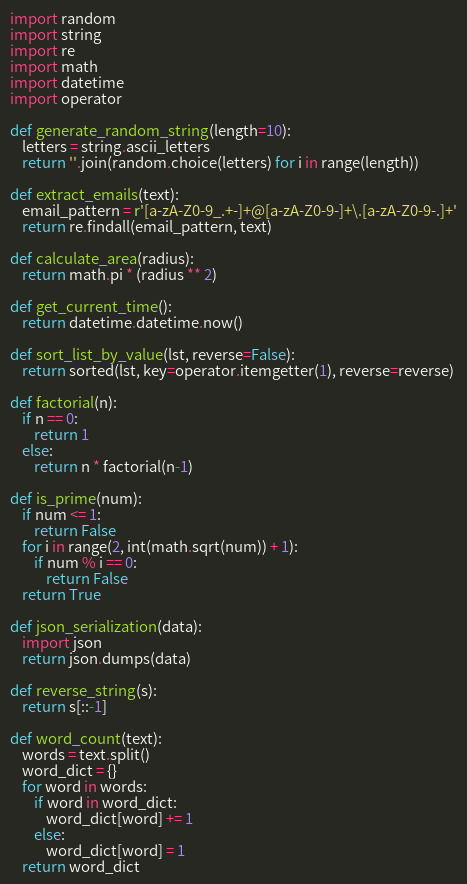 import random
import string
import re
import math
import datetime
import operator

def generate_random_string(length=10):
    letters = string.ascii_letters
    return ''.join(random.choice(letters) for i in range(length))

def extract_emails(text):
    email_pattern = r'[a-zA-Z0-9_.+-]+@[a-zA-Z0-9-]+\.[a-zA-Z0-9-.]+'
    return re.findall(email_pattern, text)

def calculate_area(radius):
    return math.pi * (radius ** 2)

def get_current_time():
    return datetime.datetime.now()

def sort_list_by_value(lst, reverse=False):
    return sorted(lst, key=operator.itemgetter(1), reverse=reverse)

def factorial(n):
    if n == 0:
        return 1
    else:
        return n * factorial(n-1)

def is_prime(num):
    if num <= 1:
        return False
    for i in range(2, int(math.sqrt(num)) + 1):
        if num % i == 0:
            return False
    return True

def json_serialization(data):
    import json
    return json.dumps(data)

def reverse_string(s):
    return s[::-1]

def word_count(text):
    words = text.split()
    word_dict = {}
    for word in words:
        if word in word_dict:
            word_dict[word] += 1
        else:
            word_dict[word] = 1
    return word_dict